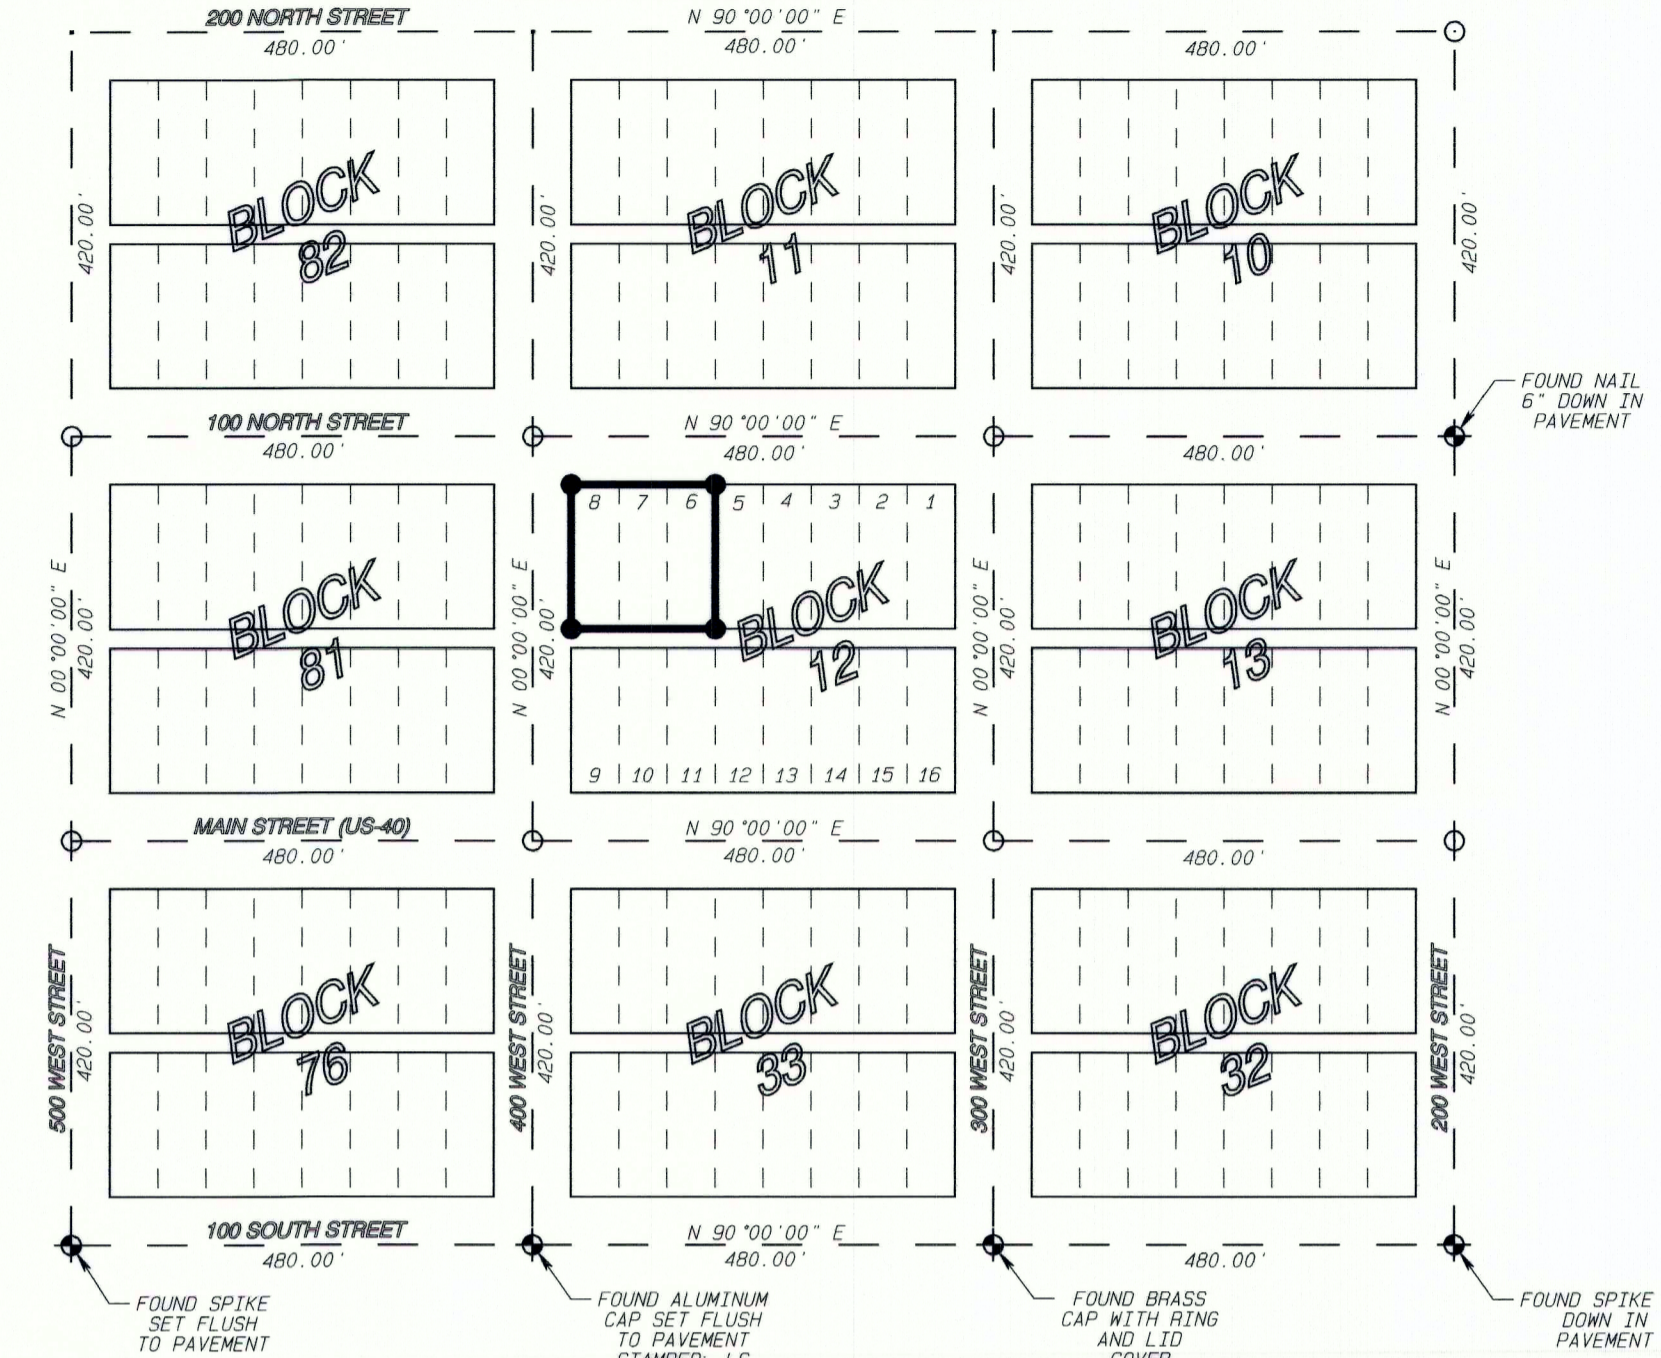 200 NORTH STREET
N 90°00'00" E
480.00'
480.00'
480.00'
420.00'
BLOCK
82
420.00'
BLOCK
11
420.00'
BLOCK
10
420.00'
FOUND NAIL
6" DOWN IN
PAVEMENT
100 NORTH STREET
N 90°00'00" E
480.00'
480.00'
480.00'
8 7 6 5 4 3 2 1
N 00°00'00" E
420.00'
BLOCK
81
N 00°00'00" E
420.00'
BLOCK
12
N 00°00'00" E
420.00'
BLOCK
13
N 00°00'00" E
420.00'
9 10 11 12 13 14 15 16
MAIN STREET (US-40)
N 90°00'00" E
480.00'
480.00'
480.00'
500 WEST STREET
420.00'
BLOCK
76
400 WEST STREET
420.00'
BLOCK
33
300 WEST STREET
420.00'
BLOCK
32
200 WEST STREET
420.00'
100 SOUTH STREET
N 90°00'00" E
480.00'
480.00'
480.00'
FOUND SPIKE
SET FLUSH
TO PAVEMENT
FOUND ALUMINUM
CAP SET FLUSH
TO PAVEMENT
STAMPED: LS
FOUND BRASS
CAP WITH RING
AND LID
COVER
FOUND SPIKE
DOWN IN
PAVEMENT